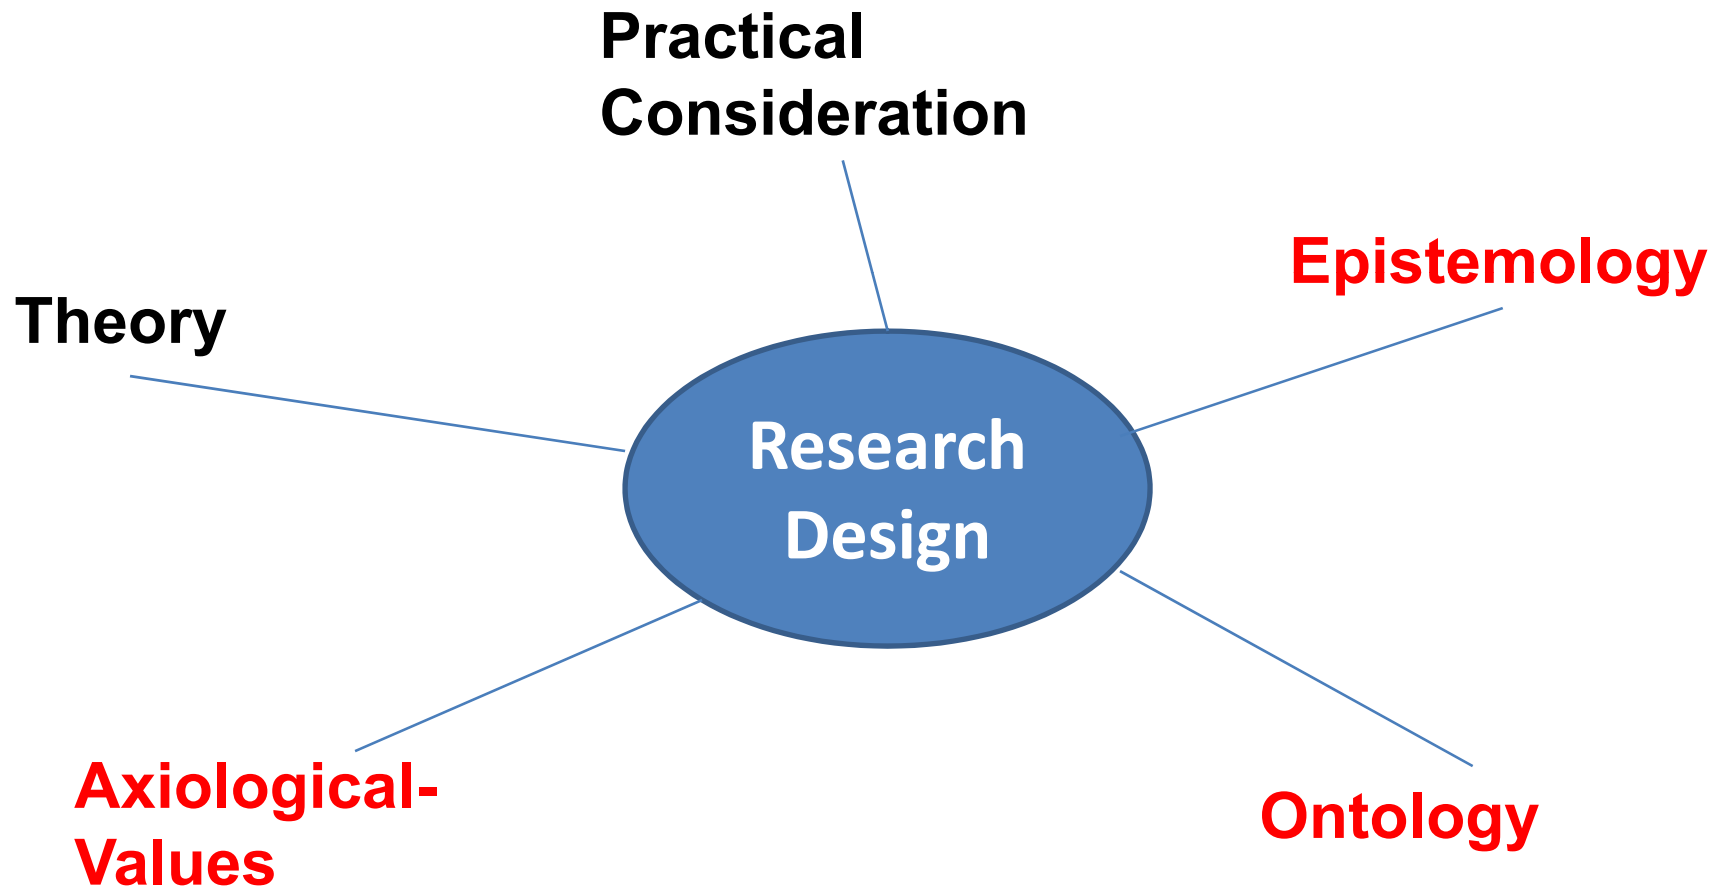 Practical
Consideration
Epistemology
Theory
Research
Design
Axiological-
Values
Ontology